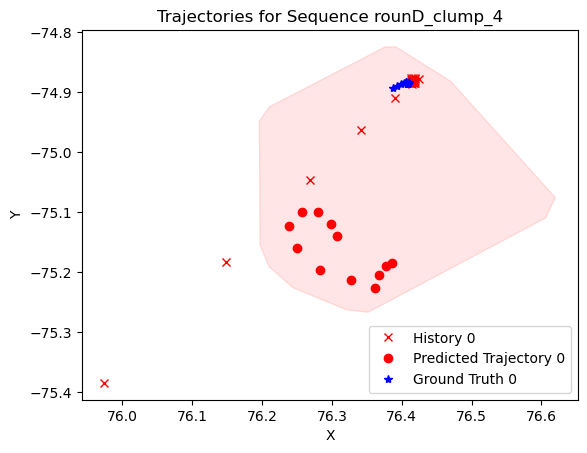 Trajectories for Sequence rounD_clump_4
−74.8
−74.9
−75.0
−75.1
−75.2
−75.3
−75.4
Y
76.0 76.1 76.2 76.3 76.4 76.5 76.6
X
History 0
Predicted Trajectory 0
Ground Truth 0